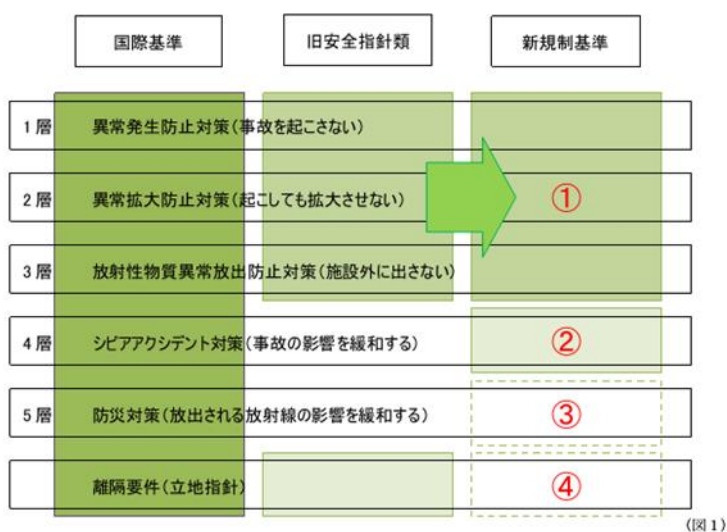 国際基準
旧安全指針類
新規制基準
1層 異常発生防止対策(事故を起こさない)
2層 異常拡大防止対策(起こしても拡大させない) ①
3層 放射性物質異常放出防止対策(施設外に出さない)
4層 シビアアクシデント対策(事故の影響を緩和する) ②
5層 防災対策(放出される放射線の影響を緩和する) ③
離隔要件(立地指針) ④
(図1)